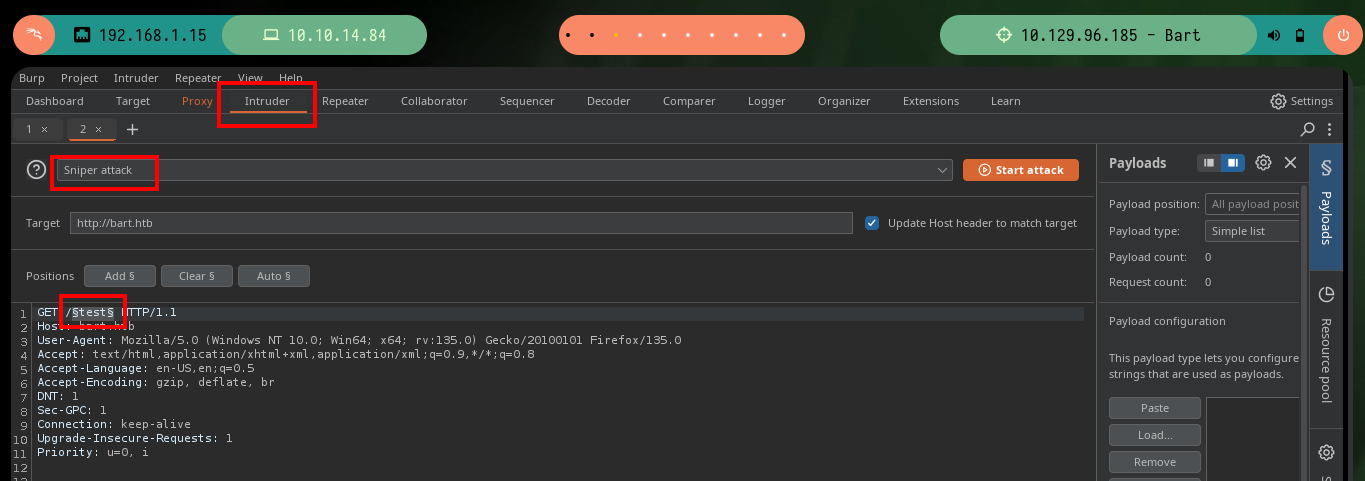 192.168.1.15 10.10.14.84 10.129.96.185 - Bart
Burp Project Intruder Repeater View Help
Dashboard Target Proxy Intruder Repeater Collaborator Sequencer Decoder Comparer Logger Organizer Extensions Learn Settings
1 × 2 × +
Sniper attack Start attack
Target http://bart.htb Update Host header to match target
Positions Add § Clear § Auto §
1 GET /§test§ HTTP/1.1
2 Host: bart.htb
3 User-Agent: Mozilla/5.0 (Windows NT 10.0; Win64; x64; rv:135.0) Gecko/20100101 Firefox/135.0
4 Accept: text/html,application/xhtml+xml,application/xml;q=0.9,*/*;q=0.8
5 Accept-Language: en-US,en;q=0.5
6 Accept-Encoding: gzip, deflate, br
7 DNT: 1
8 Sec-GPC: 1
9 Connection: keep-alive
10 Upgrade-Insecure-Requests: 1
11 Priority: u=0, i
12
Payloads
Payload position: All payload posit
Payload type: Simple list
Payload count: 0
Request count: 0
Payload configuration
This payload type lets you configure
strings that are used as payloads.
Paste
Load...
Remove
§ Payloads
Resource pool